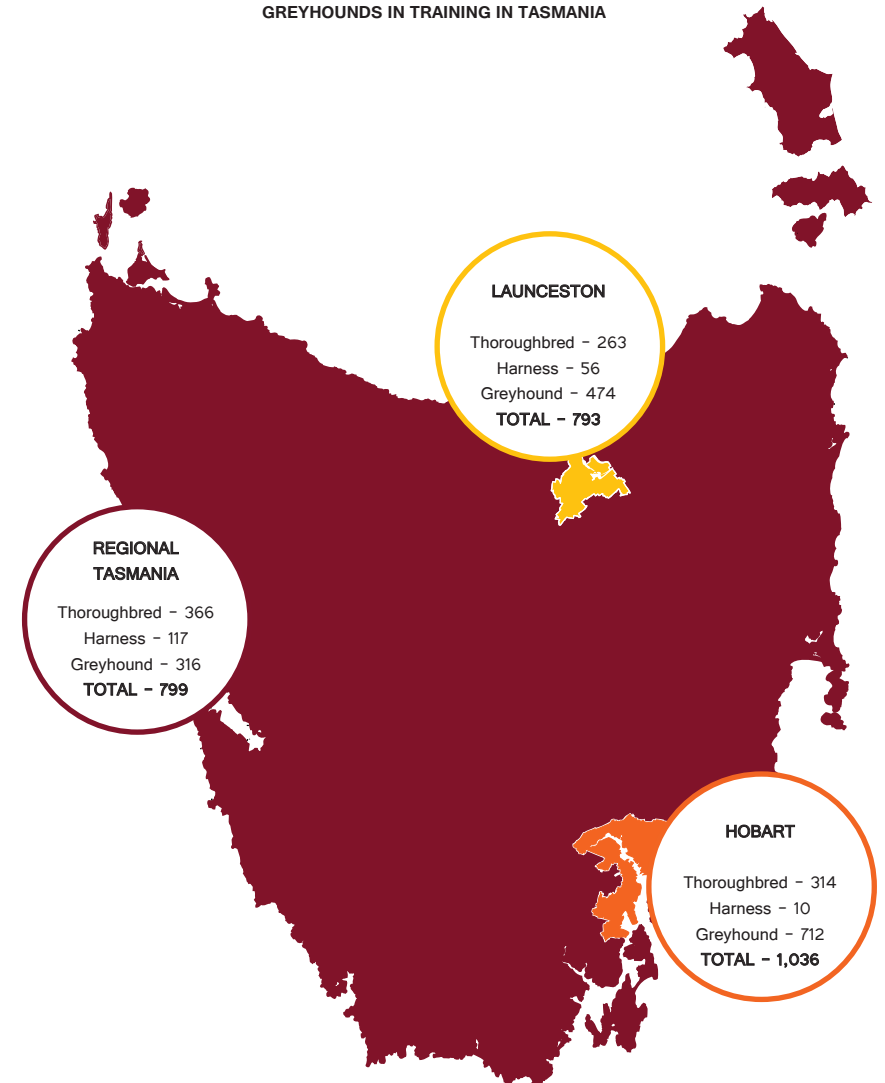 GREYHOUNDS IN TRAINING IN TASMANIA
LAUNCESTON
Thoroughbred - 263
Harness - 56
Greyhound - 474
TOTAL - 793
REGIONAL
TASMANIA
Thoroughbred - 366
Harness - 117
Greyhound - 316
TOTAL - 799
HOBART
Thoroughbred - 314
Harness - 10
Greyhound - 712
TOTAL - 1,036